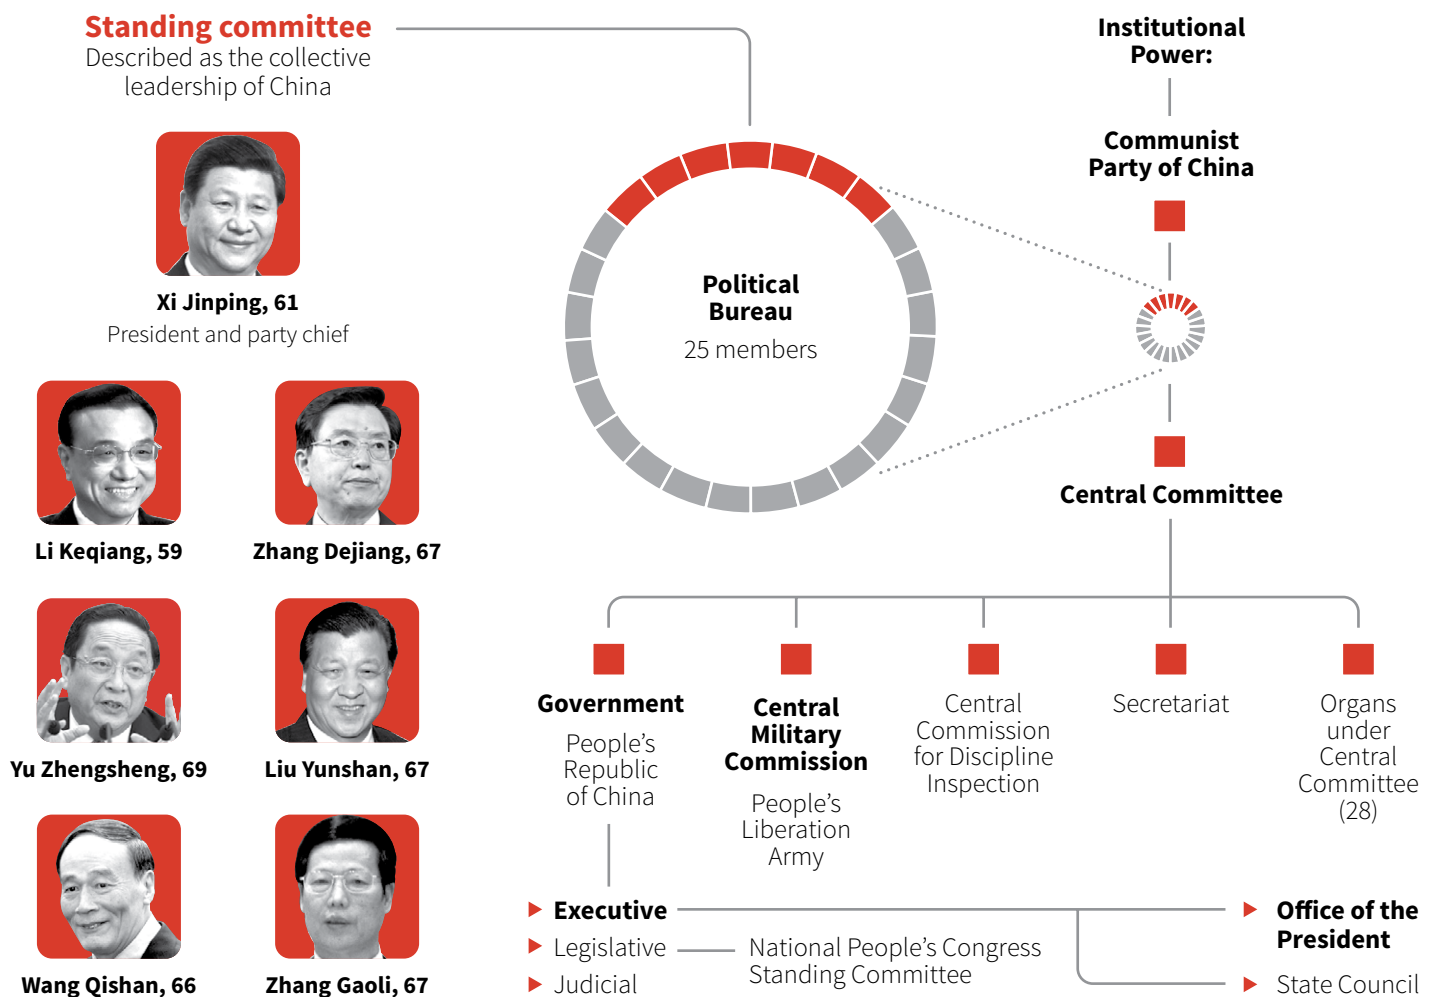 Standing committee
Described as the collective
leadership of China
Xi Jinping, 61
President and party chief
Li Keqiang, 59
Zhang Dejiang, 67
Yu Zhengsheng, 69
Liu Yunshan, 67
Wang Qishan, 66
Zhang Gaoli, 67
Political
Bureau
25 members
Institutional
Power:
Communist
Party of China
Central Committee
Government
People’s
Republic
of China
Central
Military
Commission
People’s
Liberation
Army
Central
Commission
for Discipline
Inspection
Secretariat
Organs
under
Central
Committee
(28)
Executive
Legislative
Judicial
National People’s Congress
Standing Committee
Office of the
President
State Council